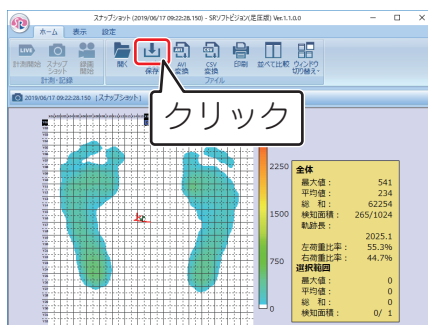 スナップショット (2019/06/17 09:22:28.150) - SRソフトビジョン(足圧版) Ver.1.1.0.0
ホーム 表示 設定
LIVE
計測開始 スナップショット 録画開始 開く 保存 AVI変換 CSV変換 印刷 並べて比較 ウィンドウ切り替え
計測・記録 ファイル
2019/06/17 09:22:28.150 [スナップショット]
クリック
2250
1500
750
0
全体
最大値: 541
平均値: 234
総 和: 62254
検知面積: 265/1024
軌跡長:
2025.1
左荷重比率: 55.3%
右荷重比率: 44.7%
選択範囲
最大値: 0
平均値: 0
総 和: 0
検知面積: 0/ 1